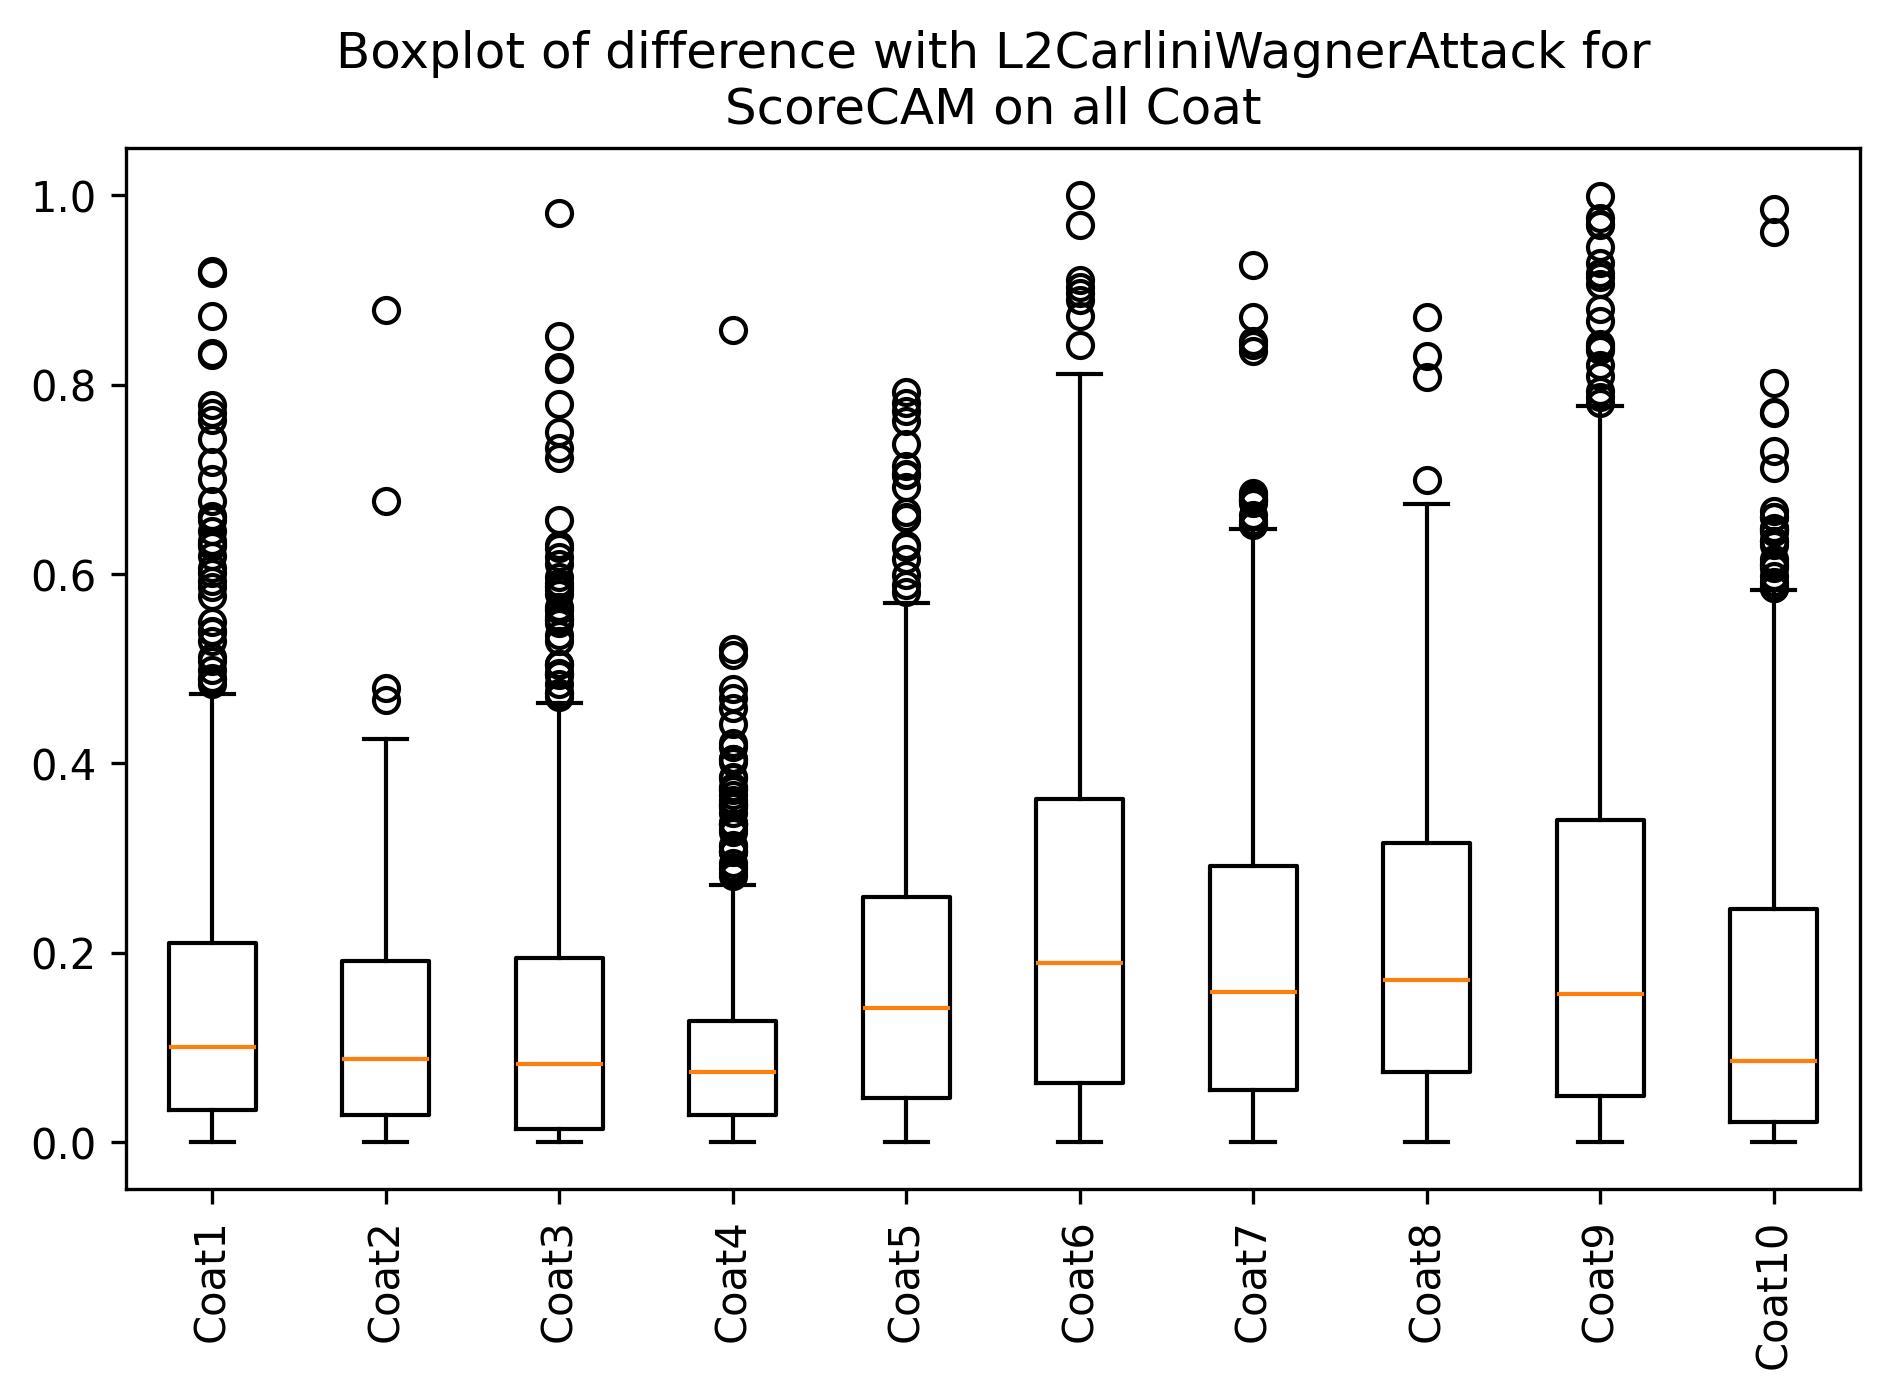 Boxplot of difference with L2CarliniWagnerAttack for
ScoreCAM on all Coat
1.0
0.8
0.6
0.4
0.2
0.0
Coat1
Coat2
Coat3
Coat4
Coat5
Coat6
Coat7
Coat8
Coat9
Coat10